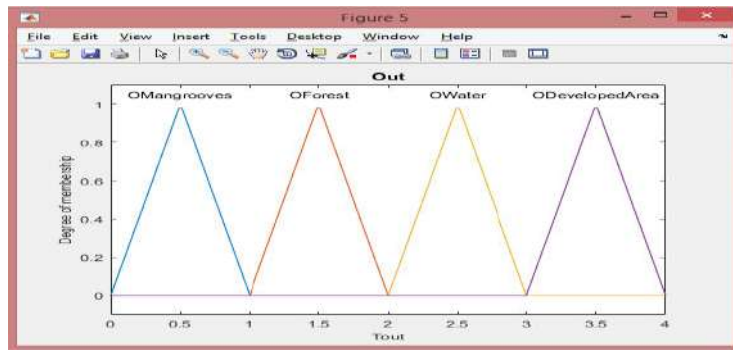 Figure 5
File Edit View Insert Tools Desktop Window Help
Out
OMangrooves OForest OWater ODevelopedArea
1
0.8
0.6
0.4
0.2
0
Degree of membership
0 0.5 1 1.5 2 2.5 3 3.5 4
Tout